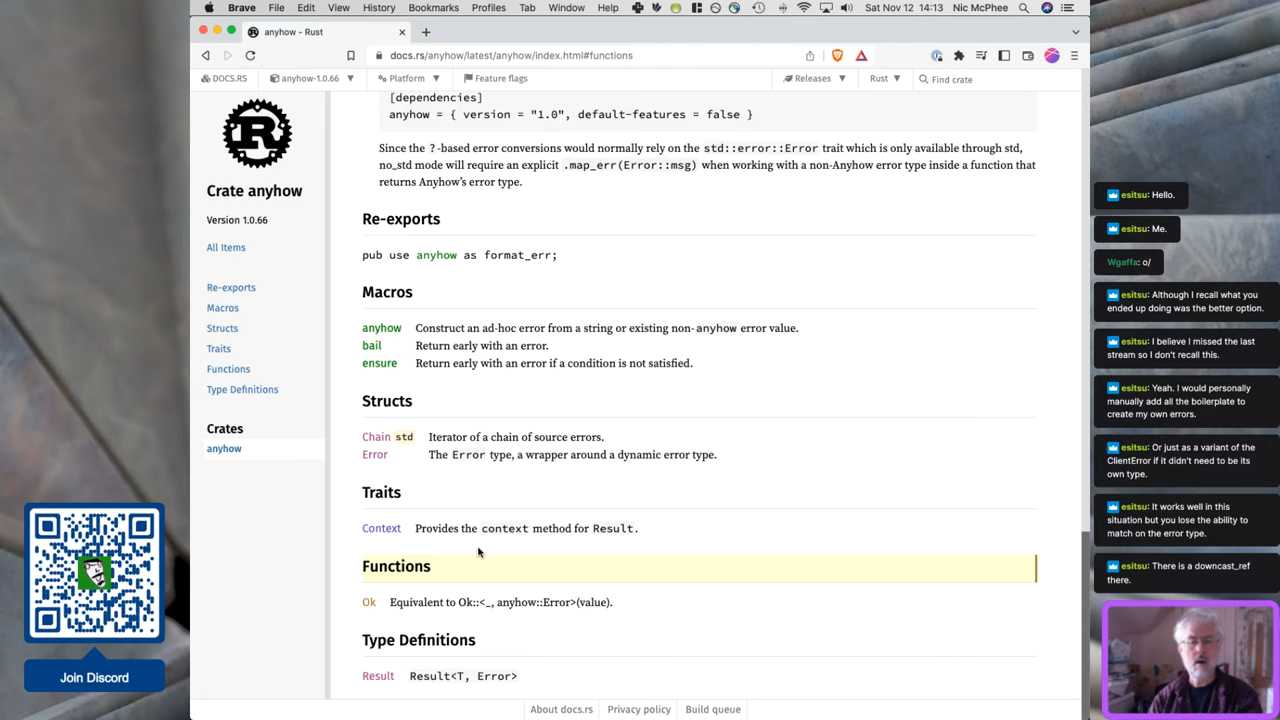 Brave File Edit View History Bookmarks Profiles Tab Window Help Sat Nov 12 14:13 Nic McPhee
anyhow - Rust
docs.rs/anyhow/latest/anyhow/index.html#functions
DOCS.RS anyhow-1.0.66 Platform Feature flags Releases Rust Find crate
Crate anyhow
Version 1.0.66
All Items
Re-exports
Macros
Structs
Traits
Functions
Type Definitions
Crates
anyhow
[dependencies]
anyhow = { version = "1.0", default-features = false }
Since the ?-based error conversions would normally rely on the std::error::Error trait which is only available through std,
no_std mode will require an explicit .map_err(Error::msg) when working with a non-Anyhow error type inside a function that
returns Anyhow's error type.
Re-exports
pub use anyhow as format_err;
Macros
anyhow Construct an ad-hoc error from a string or existing non-anyhow error value.
bail Return early with an error.
ensure Return early with an error if a condition is not satisfied.
Structs
Chain std Iterator of a chain of source errors.
Error The Error type, a wrapper around a dynamic error type.
Traits
Context Provides the context method for Result.
Functions
Ok Equivalent to Ok::<_, anyhow::Error>(value).
Type Definitions
Result Result<T, Error>
About docs.rs Privacy policy Build queue
esitsu: Hello.
esitsu: Me.
Wgaffa: o/
esitsu: Although I recall what you
ended up doing was the better option.
esitsu: I believe I missed the last
stream so I don't recall this.
esitsu: Yeah. I would personally
manually add all the boilerplate to
create my own errors.
esitsu: Or just as a variant of the
ClientError if it didn't need to be its
own type.
esitsu: It works well in this
situation but you lose the ability to
match on the error type.
esitsu: There is a downcast_ref
there.
Join Discord